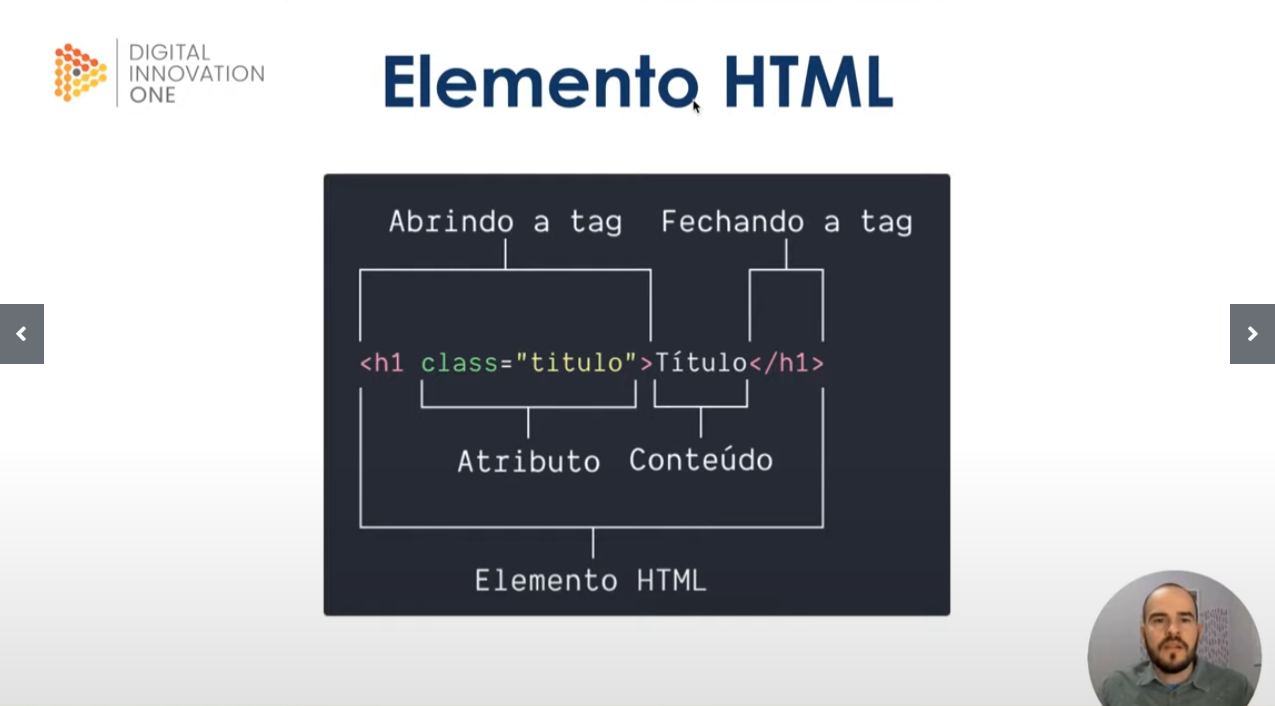 DIGITAL
INNOVATION
ONE
Elemento HTML
Abrindo a tag Fechando a tag
<h1 class="titulo">Título</h1>
Atributo Conteúdo
Elemento HTML